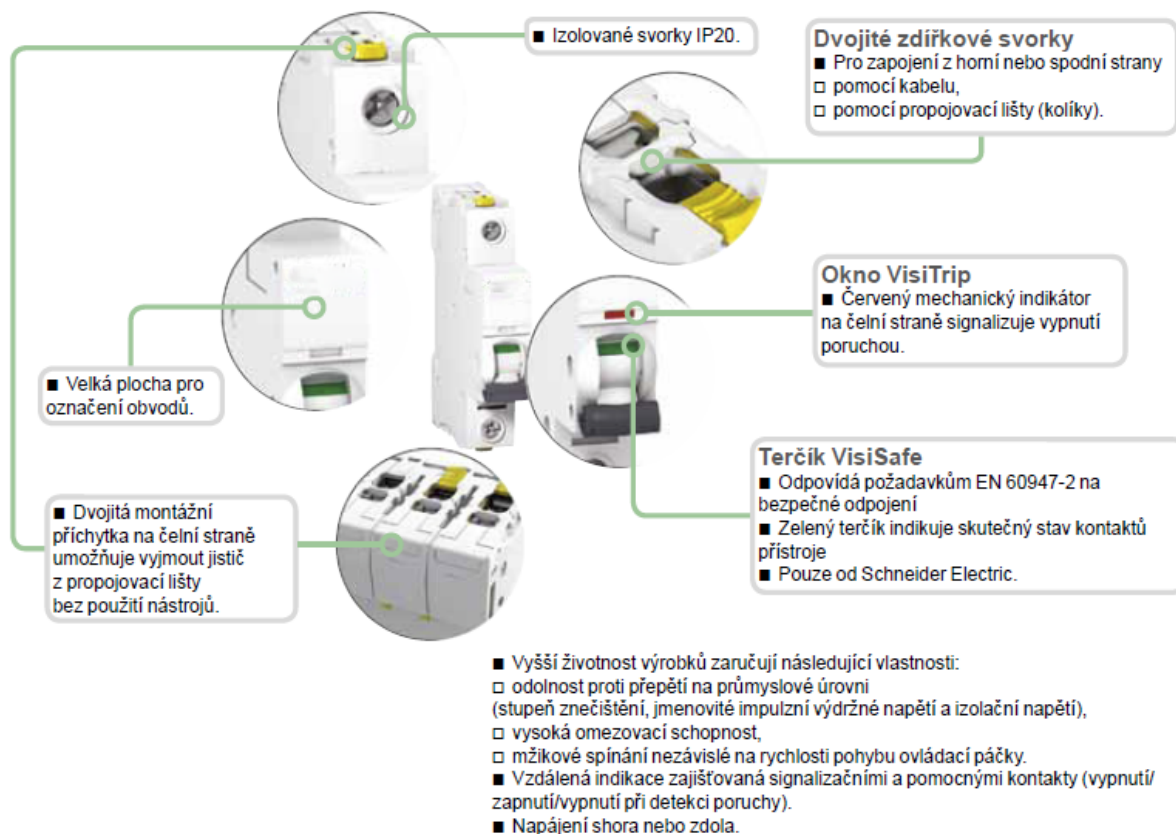 ■ Izolované svorky IP20.
Dvojité zdířkové svorky
■ Pro zapojení z horní nebo spodní strany
□ pomocí kabelu,
□ pomocí propojovací lišty (kolíky).
Okno VisiTrip
■ Červený mechanický indikátor
na čelní straně signalizuje vypnutí
poruchou.
■ Velká plocha pro
označení obvodů.
Terčík VisiSafe
■ Odpovídá požadavkům EN 60947-2 na
bezpečné odpojení
■ Zelený terčík indikuje skutečný stav kontaktů
přístroje
■ Pouze od Schneider Electric.
■ Dvojitá montážní
příchytka na čelní straně
umožňuje vyjmout jistič
z propojovací lišty
bez použití nástrojů.
■ Vyšší životnost výrobků zaručují následující vlastnosti:
□ odolnost proti přepětí na průmyslové úrovni
(stupeň znečištění, jmenovité impulzní výdržné napětí a izolační napětí),
□ vysoká omezovací schopnost,
□ mžikové spínání nezávislé na rychlosti pohybu ovládací páčky.
■ Vzdálená indikace zajišťovaná signalizačními a pomocnými kontakty (vypnutí/
zapnutí/vypnutí při detekci poruchy).
■ Napájení shora nebo zdola.